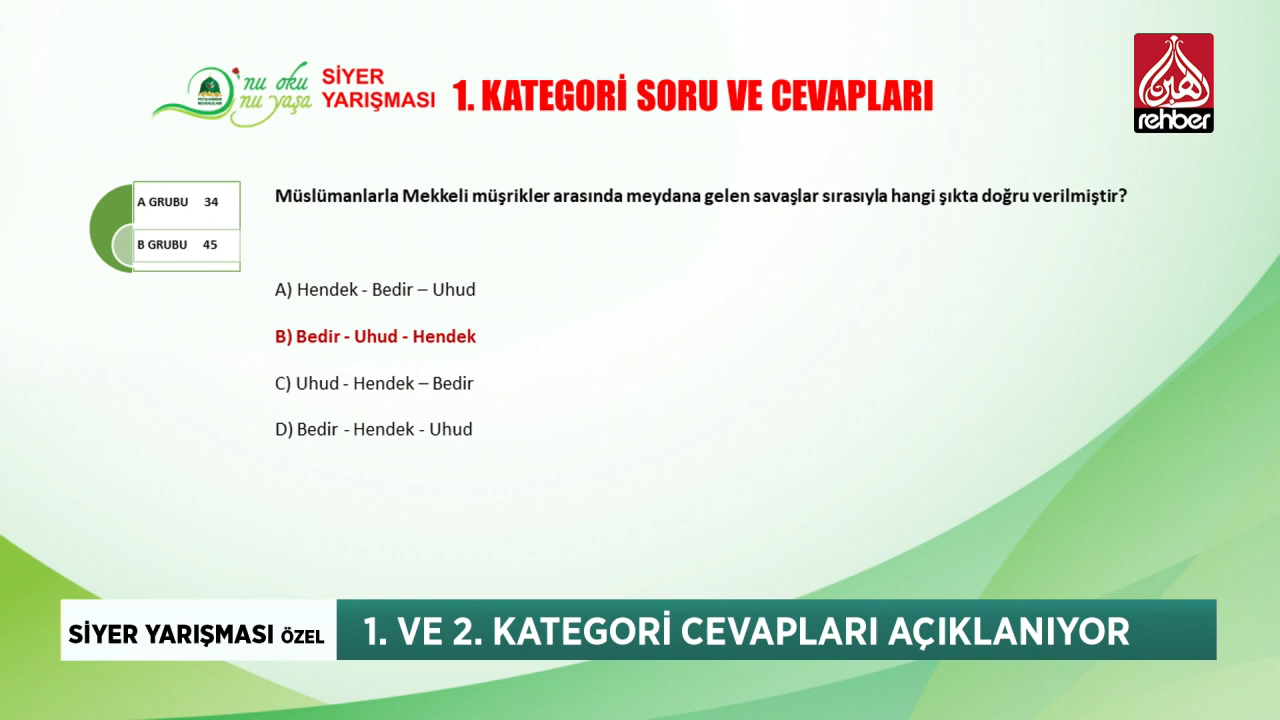 O'nu oku
O'nu yaşa
SİYER
YARIŞMASI
1. KATEGORİ SORU VE CEVAPLARI
رهبر
rehber
A GRUBU 34
B GRUBU 45
Müslümanlarla Mekkeli müşrikler arasında meydana gelen savaşlar sırasıyla hangi şıkta doğru verilmiştir?
A) Hendek - Bedir – Uhud
B) Bedir - Uhud - Hendek
C) Uhud - Hendek – Bedir
D) Bedir - Hendek - Uhud
SİYER YARIŞMASI ÖZEL
1. VE 2. KATEGORİ CEVAPLARI AÇIKLANIYOR